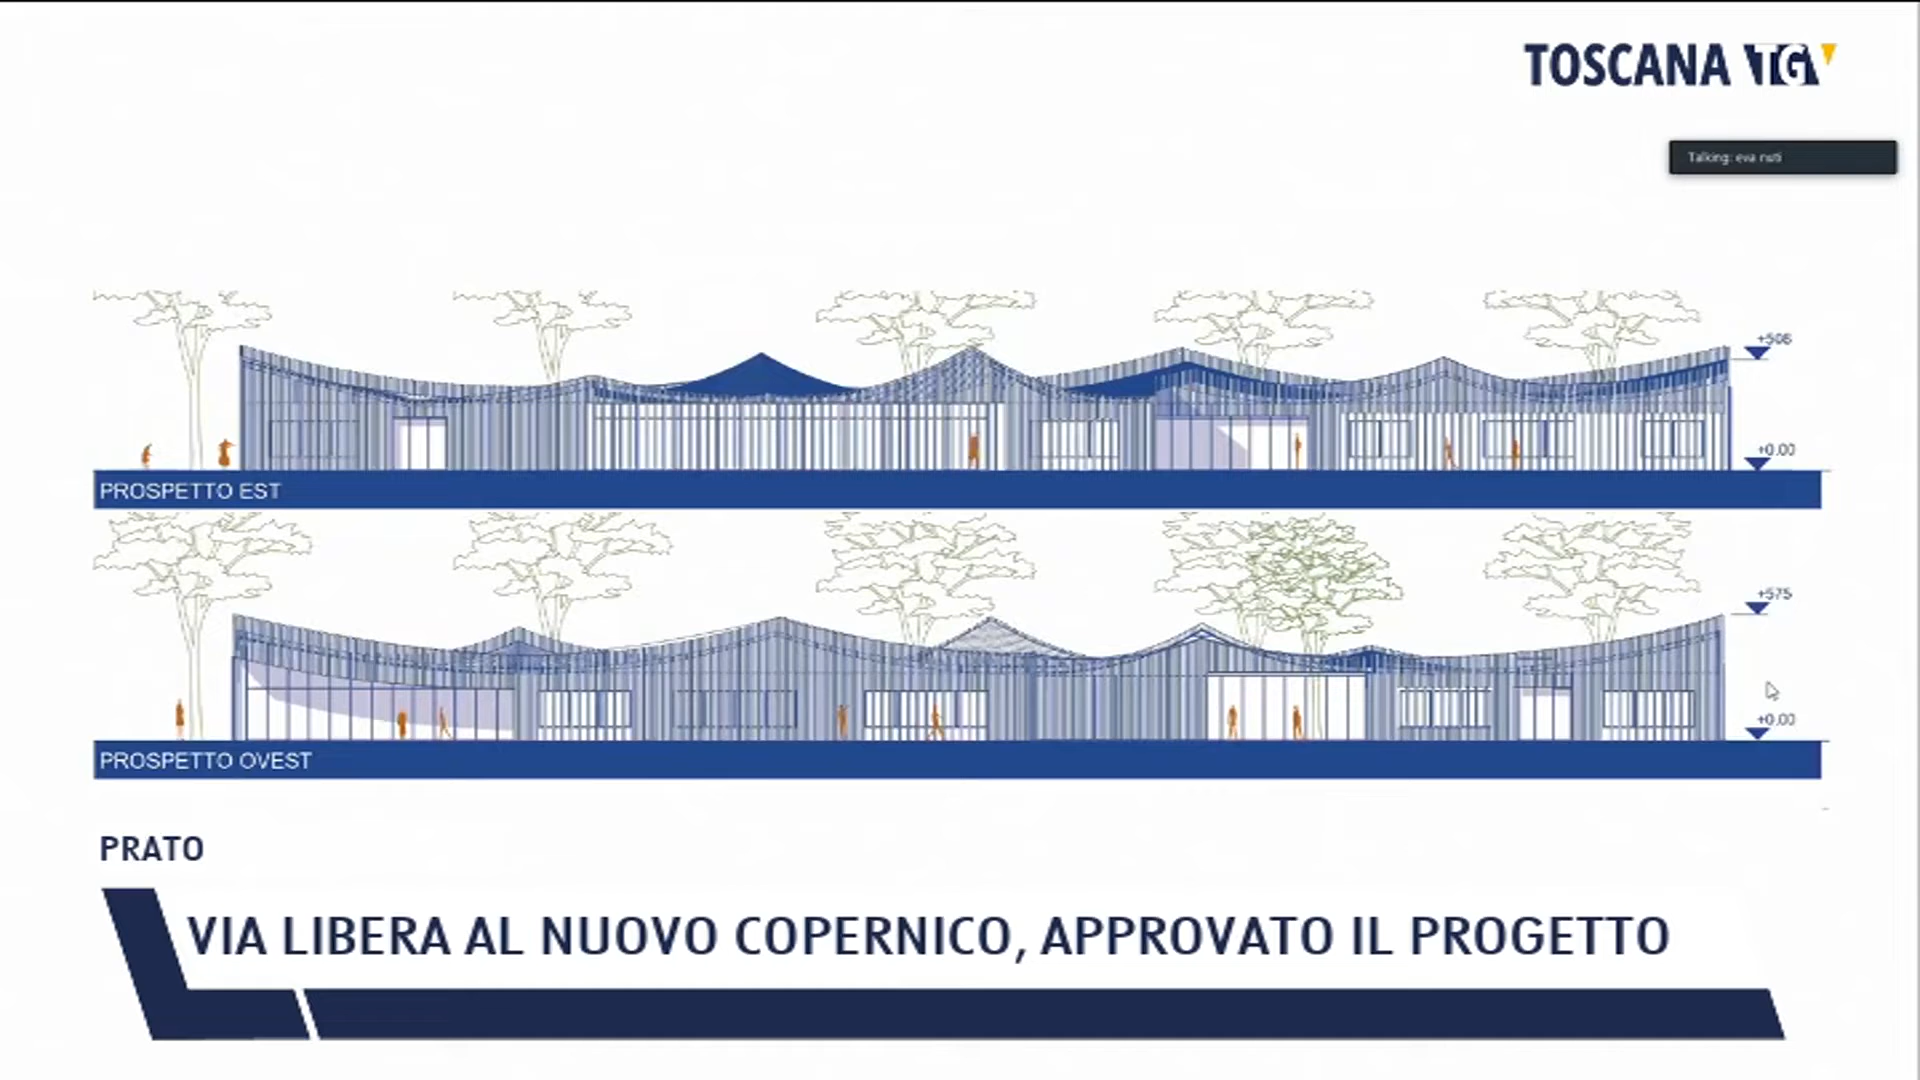 TOSCANA TG
Talking: eva nuti
+506
+0.00
PROSPETTO EST
+575
+0.00
PROSPETTO OVEST
PRATO
VIA LIBERA AL NUOVO COPERNICO, APPROVATO IL PROGETTO